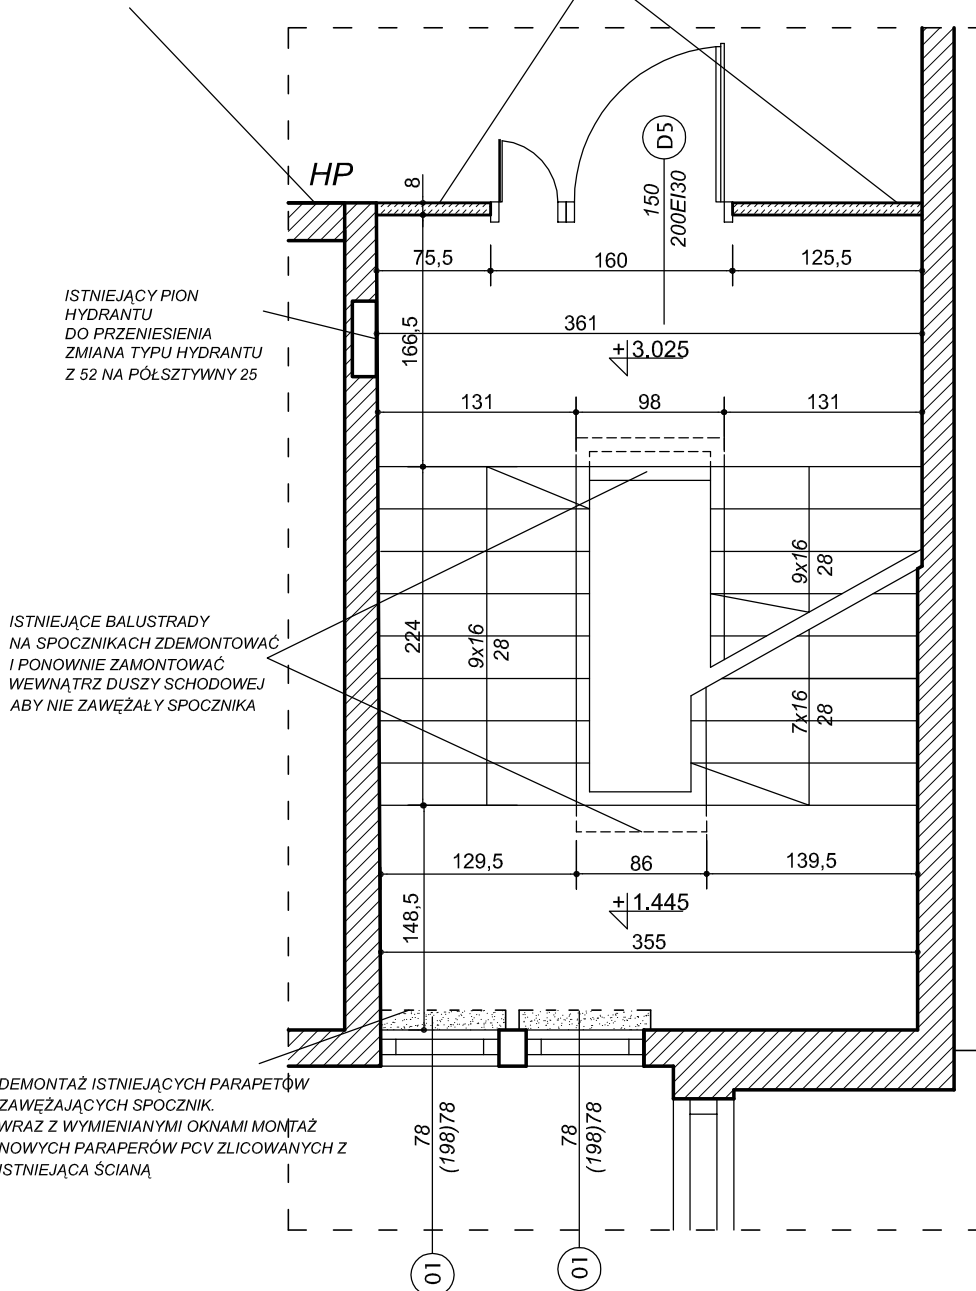 HP
8
D5
150
200EI30
75,5
160
125,5
ISTNIEJĄCY PION
HYDRANTU
DO PRZENIESIENIA
ZMIANA TYPU HYDRANTU
Z 52 NA PÓŁSZTYWNY 25
166,5
361
+3.025
131
98
131
9x16
28
ISTNIEJĄCE BALUSTRADY
NA SPOCZNIKACH ZDEMONTOWAĆ
I PONOWNIE ZAMONTOWAĆ
WEWNĄTRZ DUSZY SCHODOWEJ
ABY NIE ZAWĘŻAŁY SPOCZNIKA
224
9x16
28
7x16
28
129,5
86
139,5
148,5
+1.445
355
DEMONTAŻ ISTNIEJĄCYCH PARAPETÓW
ZAWĘŻAJĄCYCH SPOCZNIK.
WRAZ Z WYMIENIANYMI OKNAMI MONTAŻ
NOWYCH PARAPERÓW PCV ZLICOWANYCH Z
ISTNIEJĄCA ŚCIANĄ
78
(198)78
78
(198)78
01
01